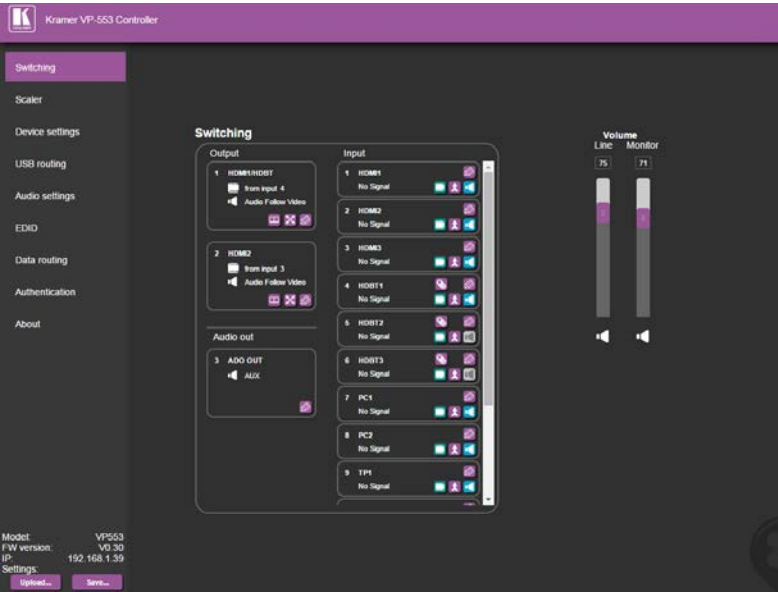 Kramer VP-553 Controller
Switching
Scaler
Device settings
USB routing
Audio settings
EDID
Data routing
Authentication
About
Model: VP553
FW version: V0.30
IP: 192.168.1.39
Settings:
Upload... Save...
Switching
Output
1 HDMI1/HDBT
from input 4
Audio Follow Video
2 HDMI2
from input 3
Audio Follow Video
Audio out
3 ADO OUT
AUX
Input
1 HDMI1
No Signal
2 HDMI2
No Signal
3 HDMI3
No Signal
4 HDBT1
No Signal
5 HDBT2
No Signal
6 HDBT3
No Signal
7 PC1
No Signal
8 PC2
No Signal
9 TP1
No Signal
Volume
Line Monitor
75 71